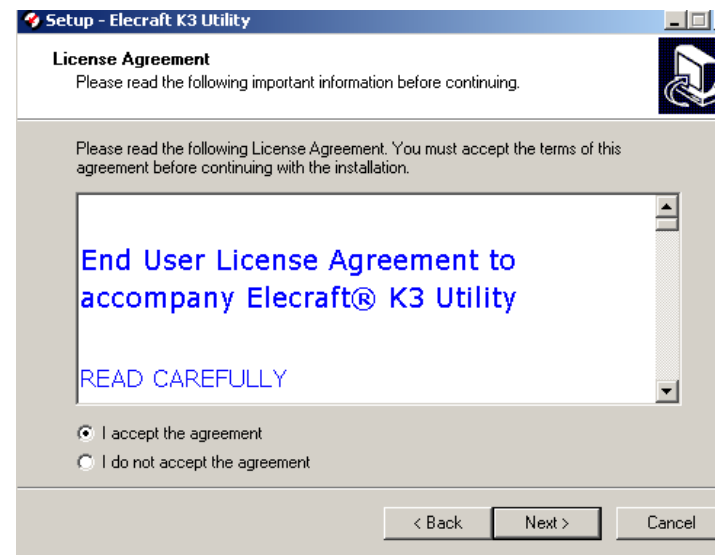 Setup - Elecraft K3 Utility
License Agreement
Please read the following important information before continuing.
Please read the following License Agreement. You must accept the terms of this
agreement before continuing with the installation.
End User License Agreement to
accompany Elecraft® K3 Utility
READ CAREFULLY
I accept the agreement
I do not accept the agreement
< Back Next > Cancel